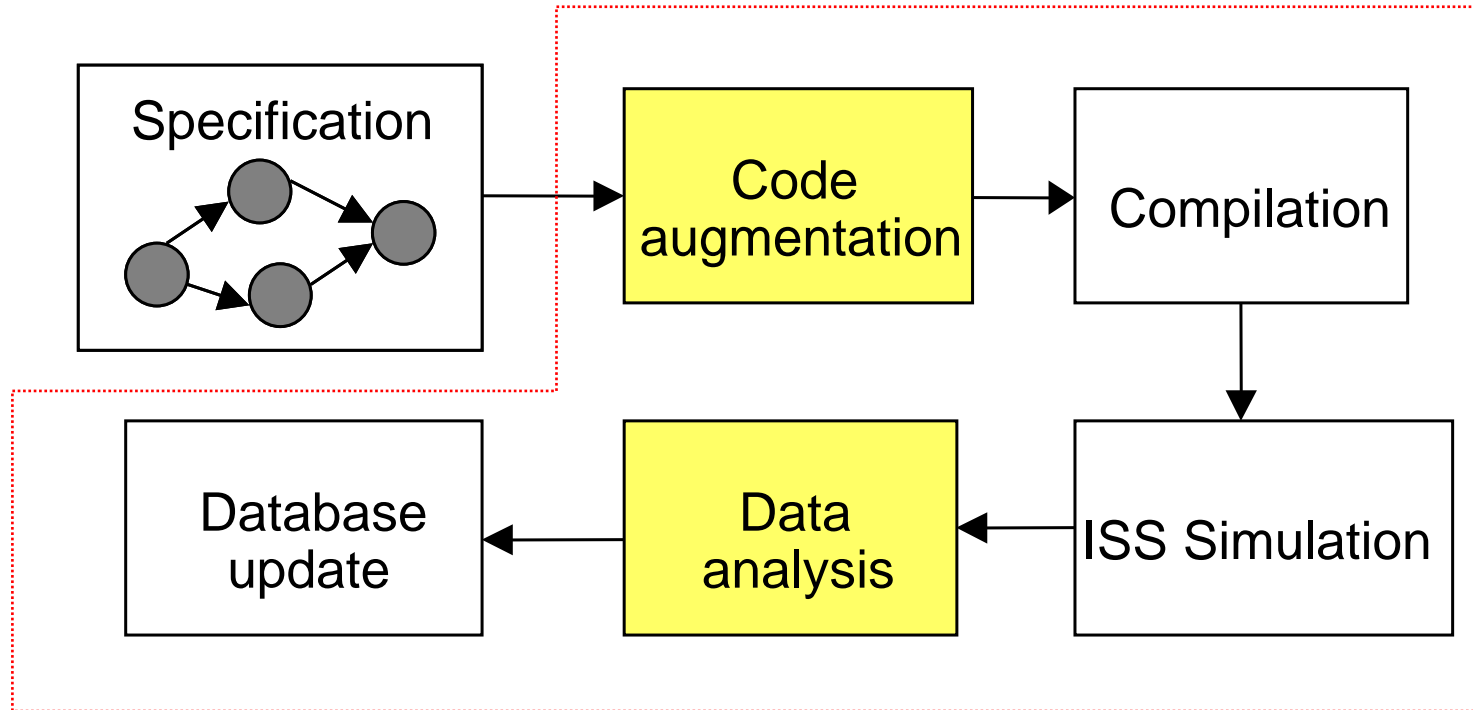 Specification
Code
augmentation
Compilation
Database
update
Data
analysis
ISS Simulation